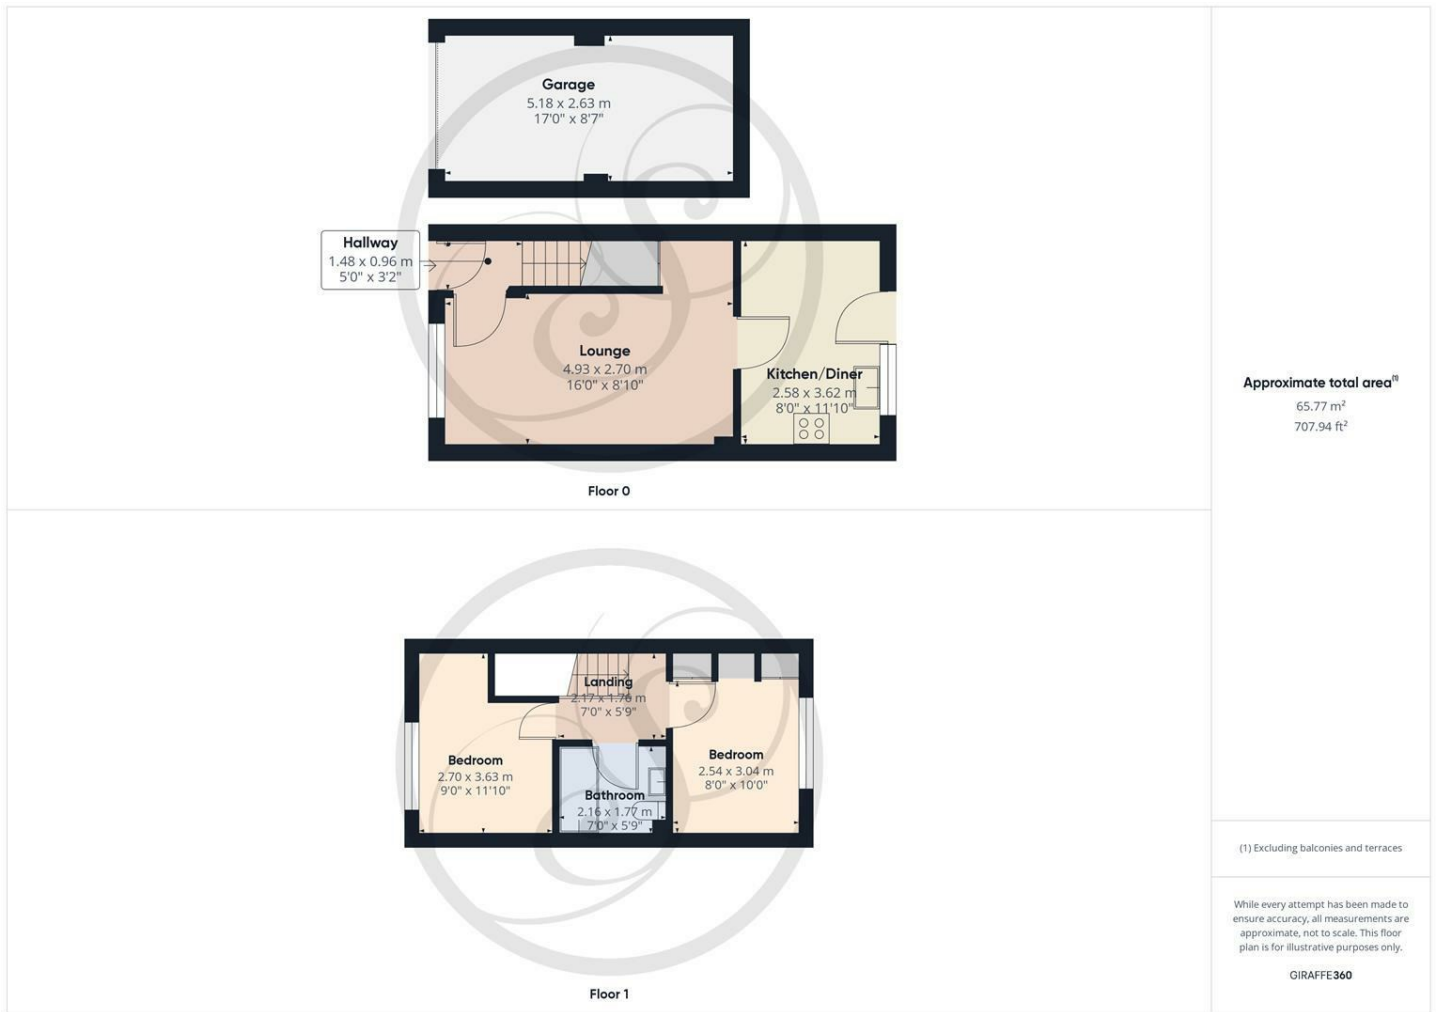 Garage
5.18 x 2.63 m
17'0" x 8'7"
Hallway
1.48 x 0.96 m
5'0" x 3'2"
Lounge
4.93 x 2.70 m
16'0" x 8'10"
Kitchen/Diner
2.58 x 3.62 m
8'0" x 11'10"
Floor 0
Landing
2.17 x 1.76 m
7'0" x 5'9"
Bedroom
2.70 x 3.63 m
9'0" x 11'10"
Bedroom
2.54 x 3.04 m
8'0" x 10'0"
Bathroom
2.16 x 1.77 m
7'0" x 5'9"
Floor 1
Approximate total area(1)
65.77 m²
707.94 ft²
(1) Excluding balconies and terraces
While every attempt has been made to
ensure accuracy, all measurements are
approximate, not to scale. This floor
plan is for illustrative purposes only.
GIRAFFE360